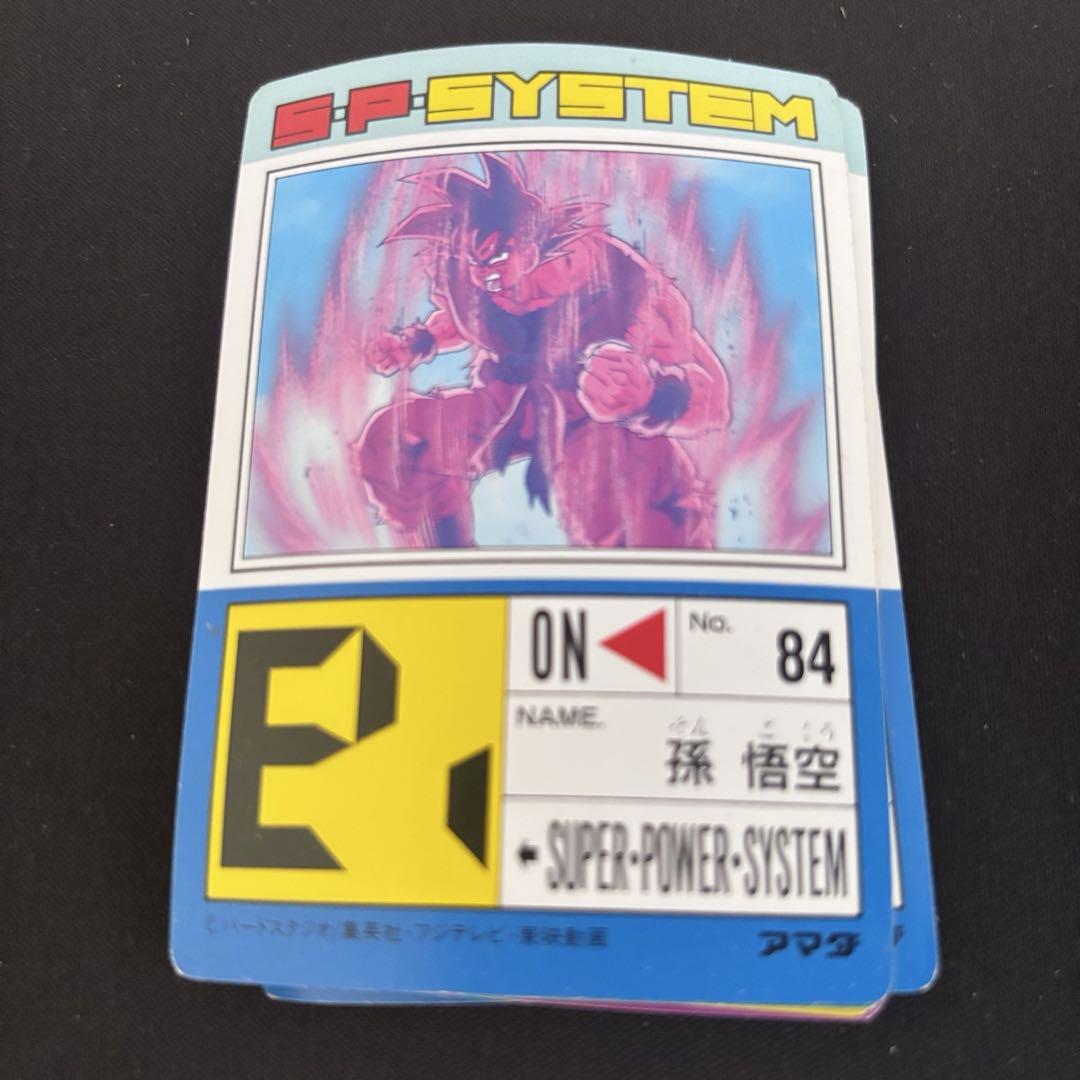 S·P·SYSTEM
ON
No.
84
NAME.
そん ご くう
孫 悟空
SUPER·POWER·SYSTEM
© バードスタジオ/集英社・フジテレビ・東映動画
アマダ